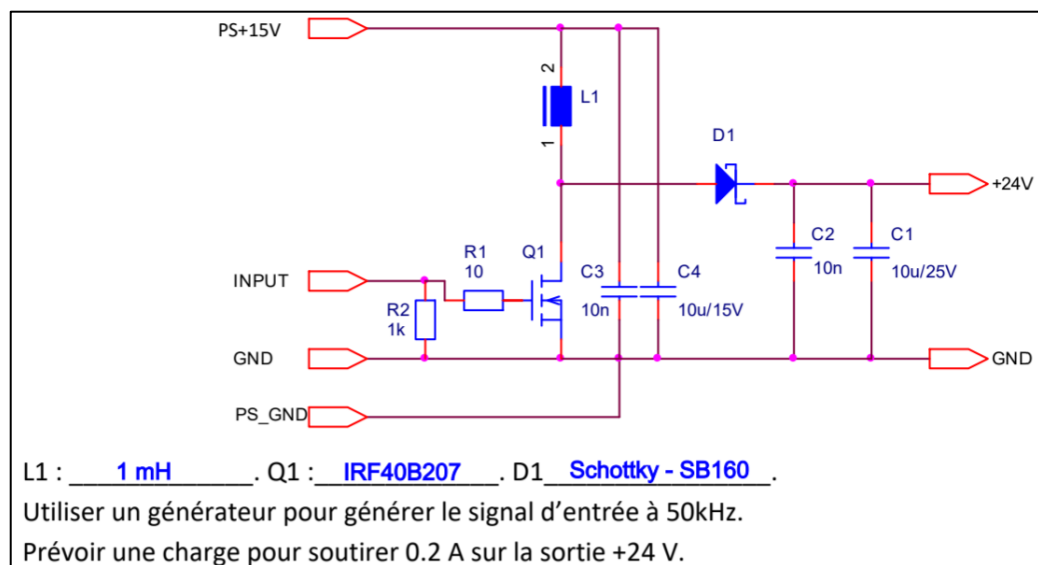 PS+15V
2
L1
1
D1
+24V
R1
10
Q1
C3
10n
C4
10u/15V
C2
10n
C1
10u/25V
INPUT
R2
1k
GND
GND
PS_GND
L1 : 1 mH . Q1 : IRF40B207 . D1 Schottky - SB160 .
Utiliser un générateur pour générer le signal d'entrée à 50kHz.
Prévoir une charge pour soutirer 0.2 A sur la sortie +24 V.